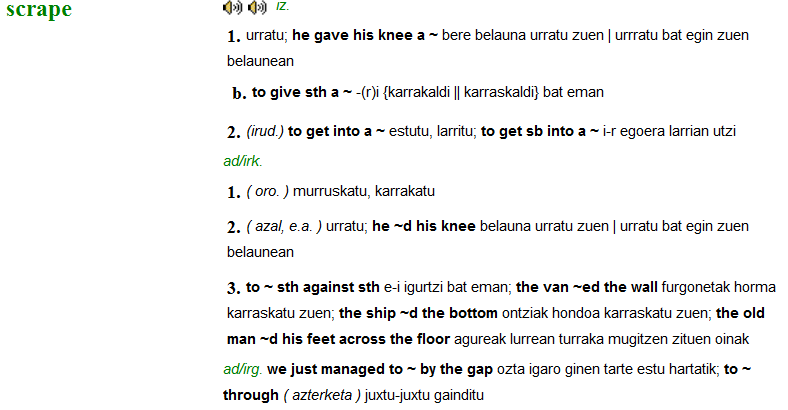 scrape iz.
1. urratu; he gave his knee a ~ bere belauna urratu zuen | urrratu bat egin zuen
belaunean
b. to give sth a ~ -(r)i {karrakaldi || karraskaldi} bat eman
2. (irud.) to get into a ~ estutu, larritu; to get sb into a ~ i-r egoera larrian utzi
ad/irk.
1. ( oro. ) murruskatu, karrakatu
2. ( azal, e.a. ) urratu; he ~d his knee belauna urratu zuen | urratu bat egin zuen
belaunean
3. to ~ sth against sth e-i igurtzi bat eman; the van ~ed the wall furgonetak horma
karraskatu zuen; the ship ~d the bottom ontziak hondoa karraskatu zuen; the old
man ~d his feet across the floor agureak lurrean turraka mugitzen zituen oinak
ad/irg. we just managed to ~ by the gap ozta igaro ginen tarte estu hartatik; to ~
through ( azterketa ) juxtu-juxtu gainditu